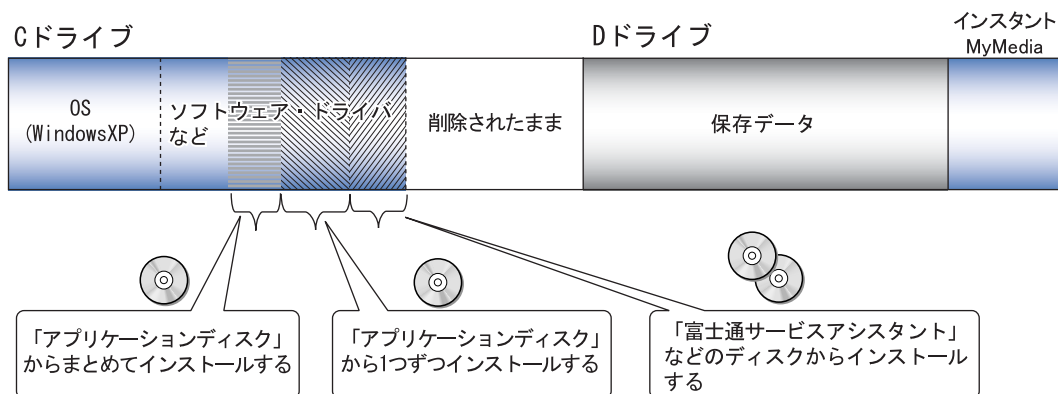 Cドライブ
Dドライブ
インスタント
MyMedia
OS
(WindowsXP)
ソフトウェア・ドライバ
など
削除されたまま
保存データ
「アプリケーションディスク」
からまとめてインストールする
「アプリケーションディスク」
から1つずつインストールする
「富士通サービスアシスタント」
などのディスクからインストール
する